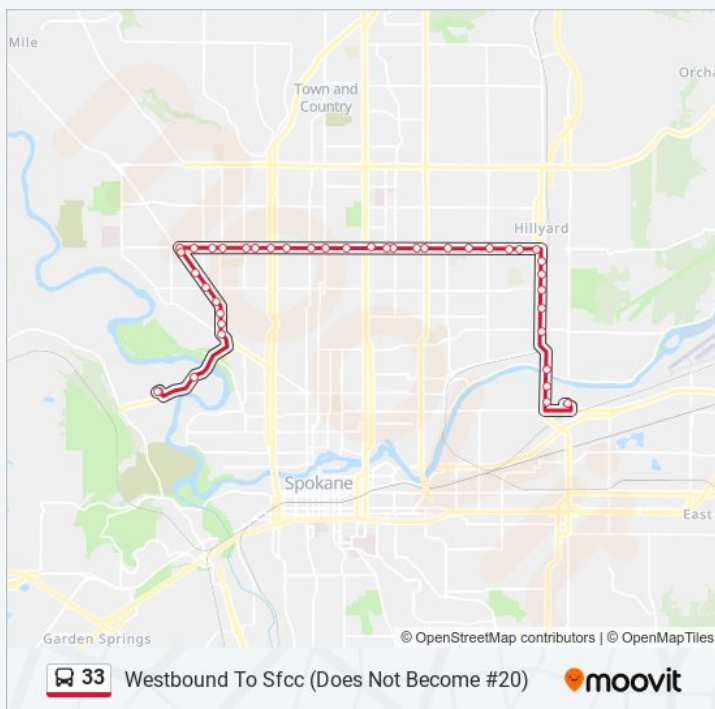 Mile
Town and
Country
Orcha
Hillyard
Spokane
East
Garden Springs
© OpenStreetMap contributors | © OpenMapTiles
33 Westbound To Sfcc (Does Not Become #20) moovit
moovit